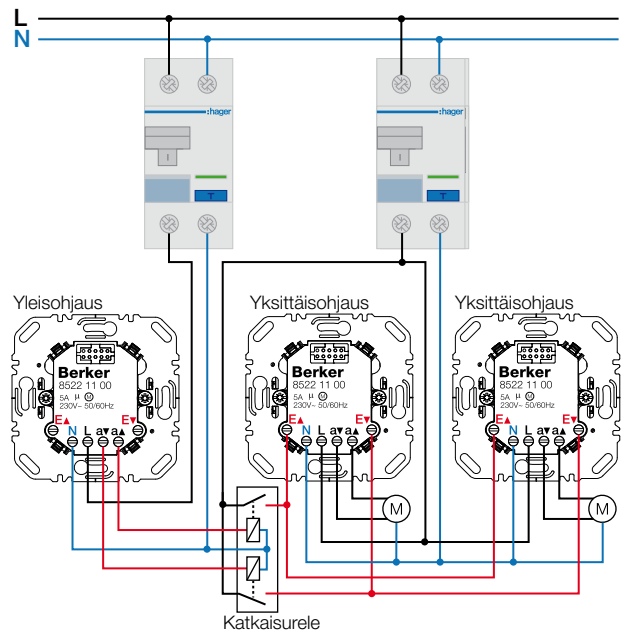 L
N
:hager
:hager
I
I
T
T
Yleisohjaus
Yksittäisohjaus
Yksittäisohjaus
Berker
8522 11 00
5A µ M
230V~ 50/60Hz
E▲ E▼
N L a▼ a▲
Berker
8522 11 00
5A µ M
230V~ 50/60Hz
E▲ E▼
N L a▼ a▲
Berker
8522 11 00
5A µ M
230V~ 50/60Hz
E▲ E▼
N L a▼ a▲
M
M
Katkaisurele